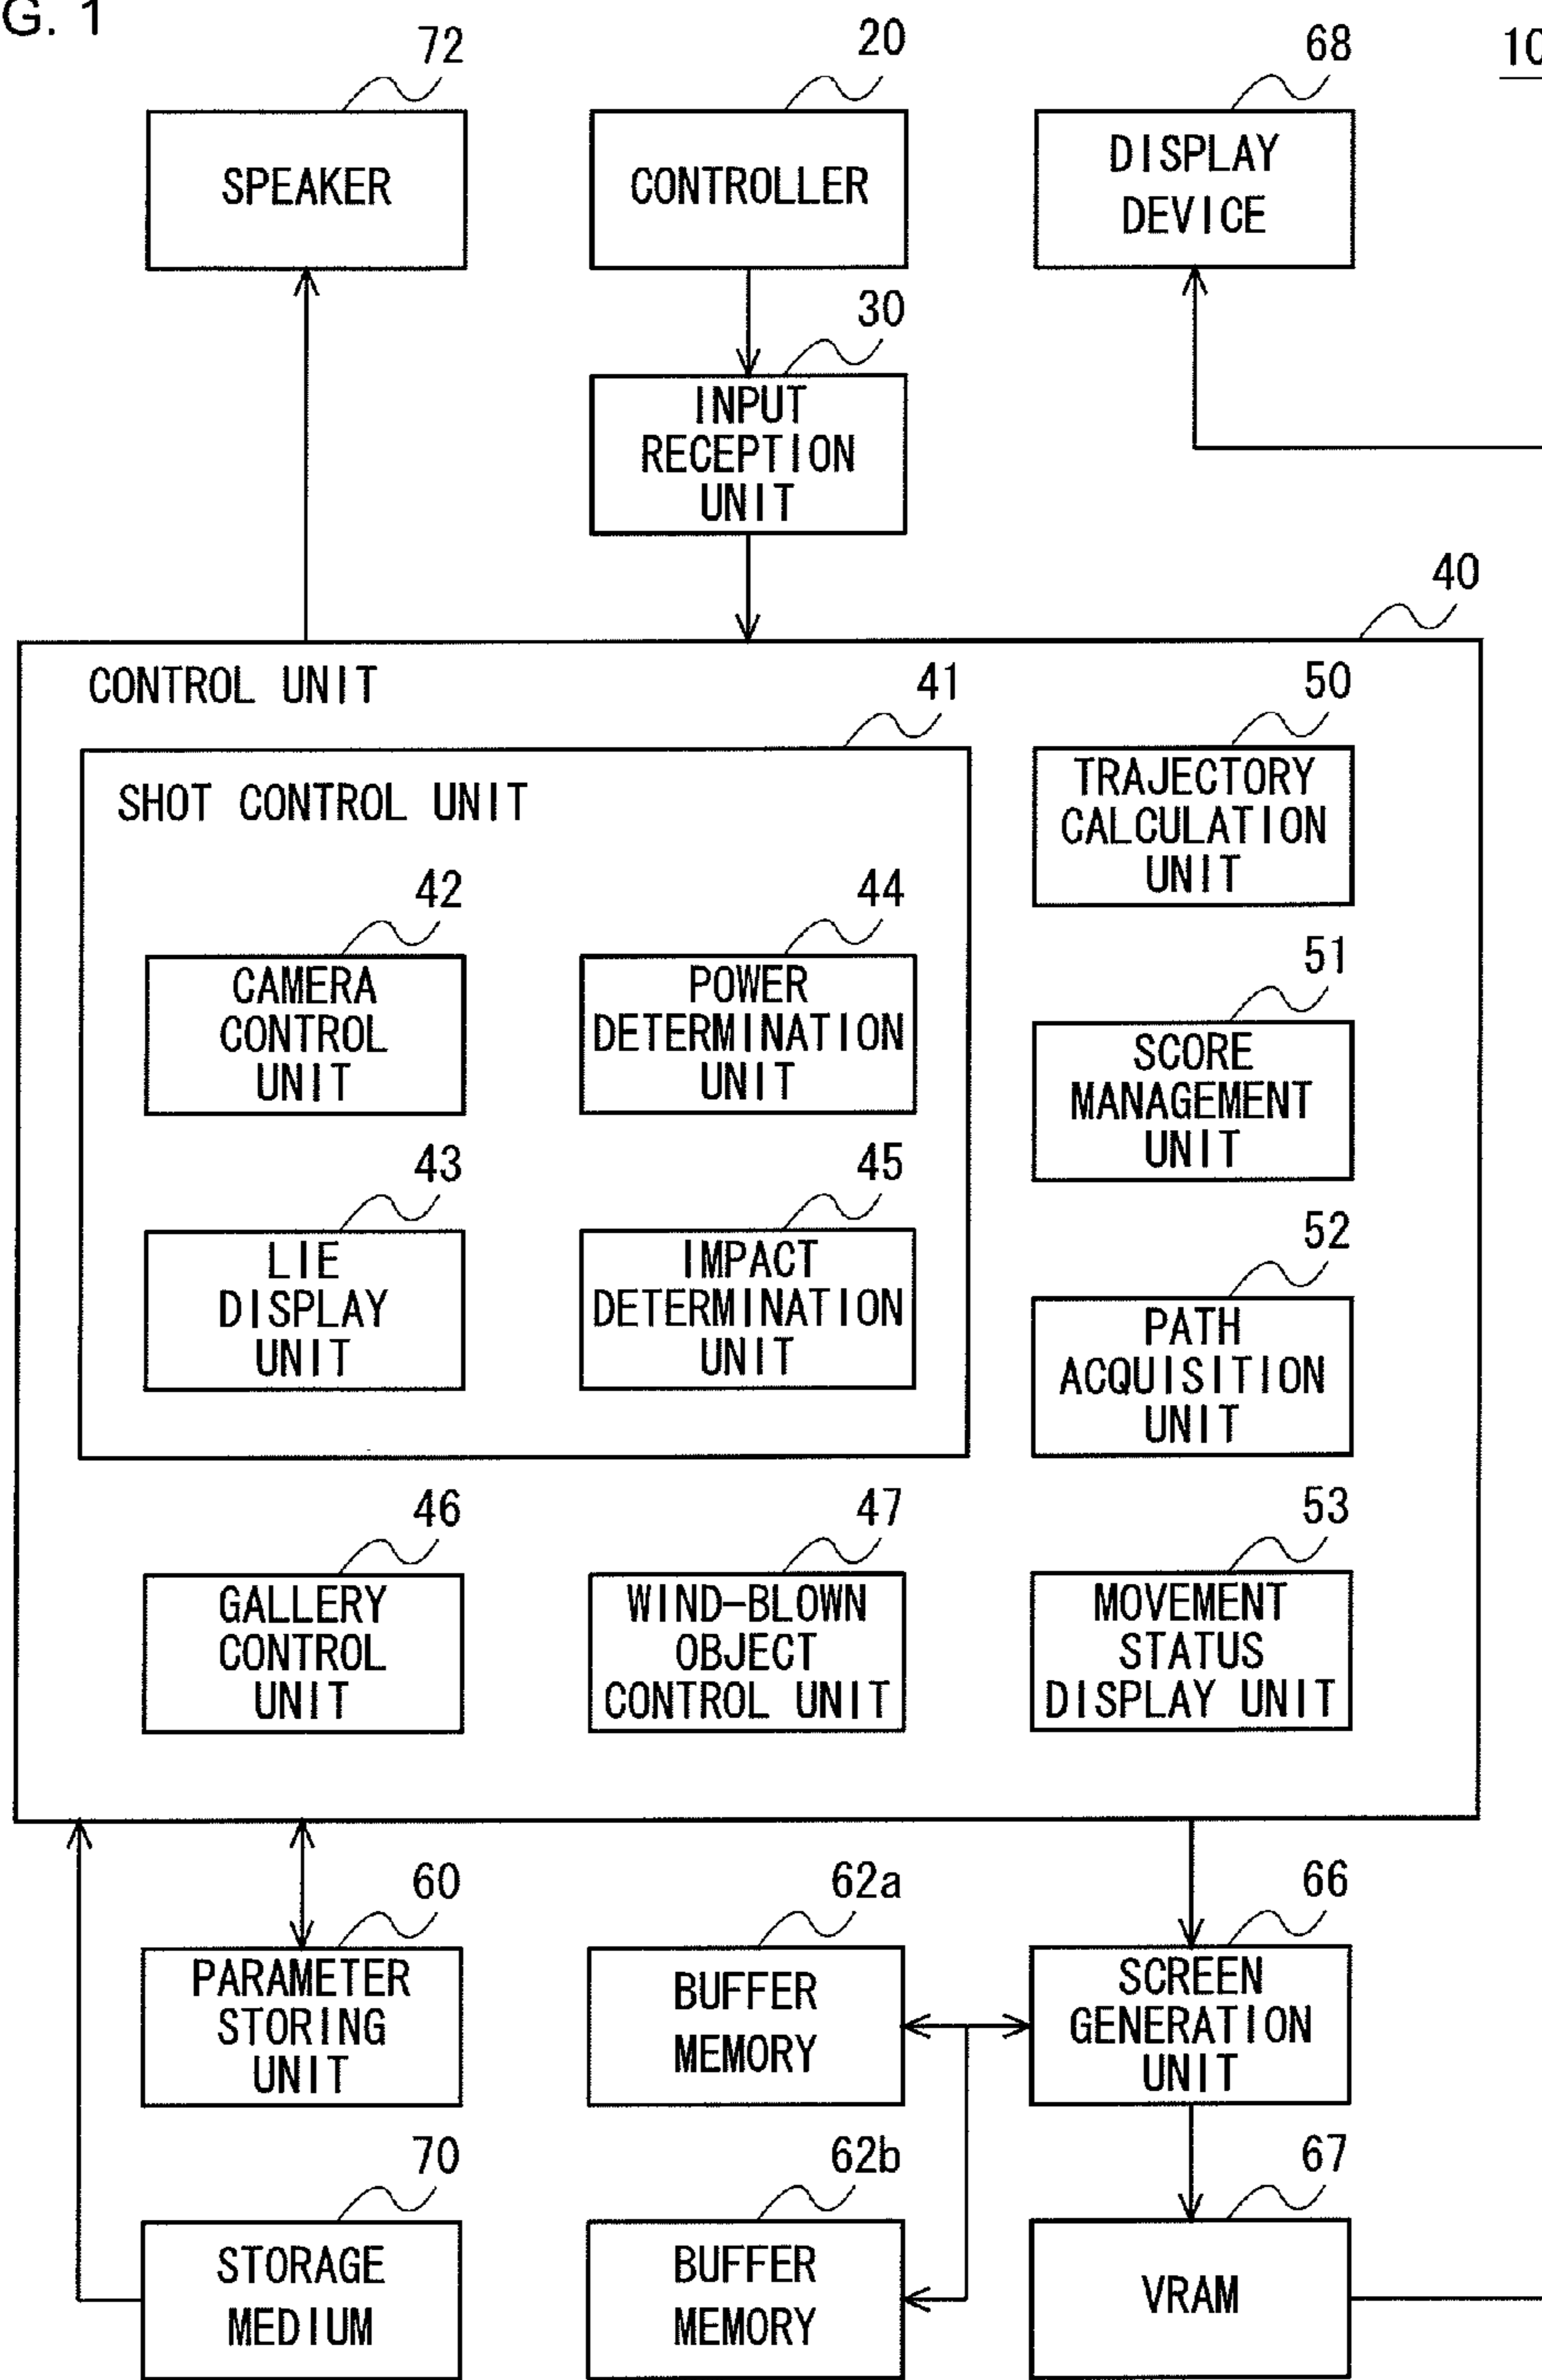 G. 1
72
20
68
10
SPEAKER
CONTROLLER
DISPLAY
DEVICE
30
INPUT
RECEPTION
UNIT
40
CONTROL UNIT
41
50
SHOT CONTROL UNIT
TRAJECTORY
CALCULATION
UNIT
42
44
CAMERA
CONTROL
UNIT
POWER
DETERMINATION
UNIT
51
SCORE
MANAGEMENT
UNIT
43
45
LIE
DISPLAY
UNIT
IMPACT
DETERMINATION
UNIT
52
PATH
ACQUISITION
UNIT
46
47
53
GALLERY
CONTROL
UNIT
WIND-BLOWN
OBJECT
CONTROL UNIT
MOVEMENT
STATUS
DISPLAY UNIT
60
62a
66
PARAMETER
STORING
UNIT
BUFFER
MEMORY
SCREEN
GENERATION
UNIT
70
62b
67
STORAGE
MEDIUM
BUFFER
MEMORY
VRAM